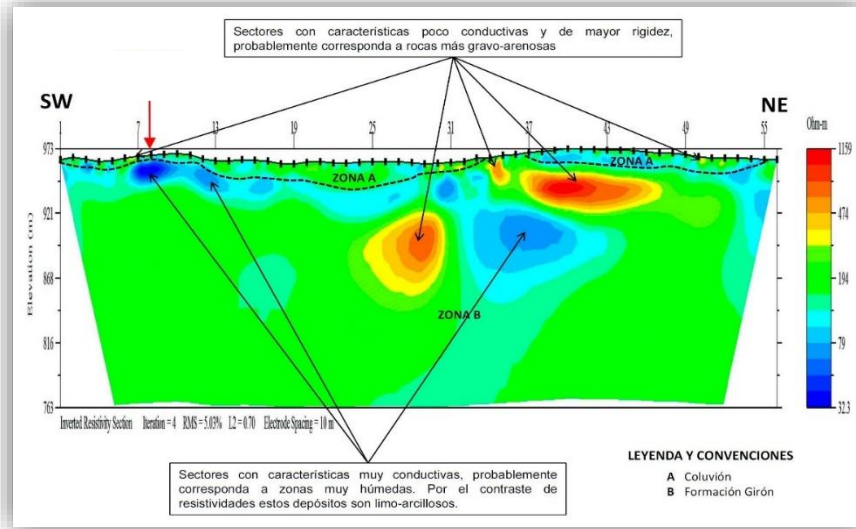 Sectores con características poco conductivas y de mayor rigidez,
probablemente corresponda a rocas más gravo-arenosas
SW
NE
1 7 13 19 25 31 37 43 49 55
Ohm-m
973
921
868
816
763
Elevation (m)
ZONA A
ZONA A
ZONA B
1159
474
194
79
32.3
Inverted Resistivity Section Iteration = 4 RMS = 5.03% L2 = 0.70 Electrode Spacing = 10 m
Sectores con características muy conductivas, probablemente
corresponda a zonas muy húmedas. Por el contraste de
resistividades estos depósitos son limo-arcillosos.
LEYENDA Y CONVENCIONES
A Coluvión
B Formación Girón